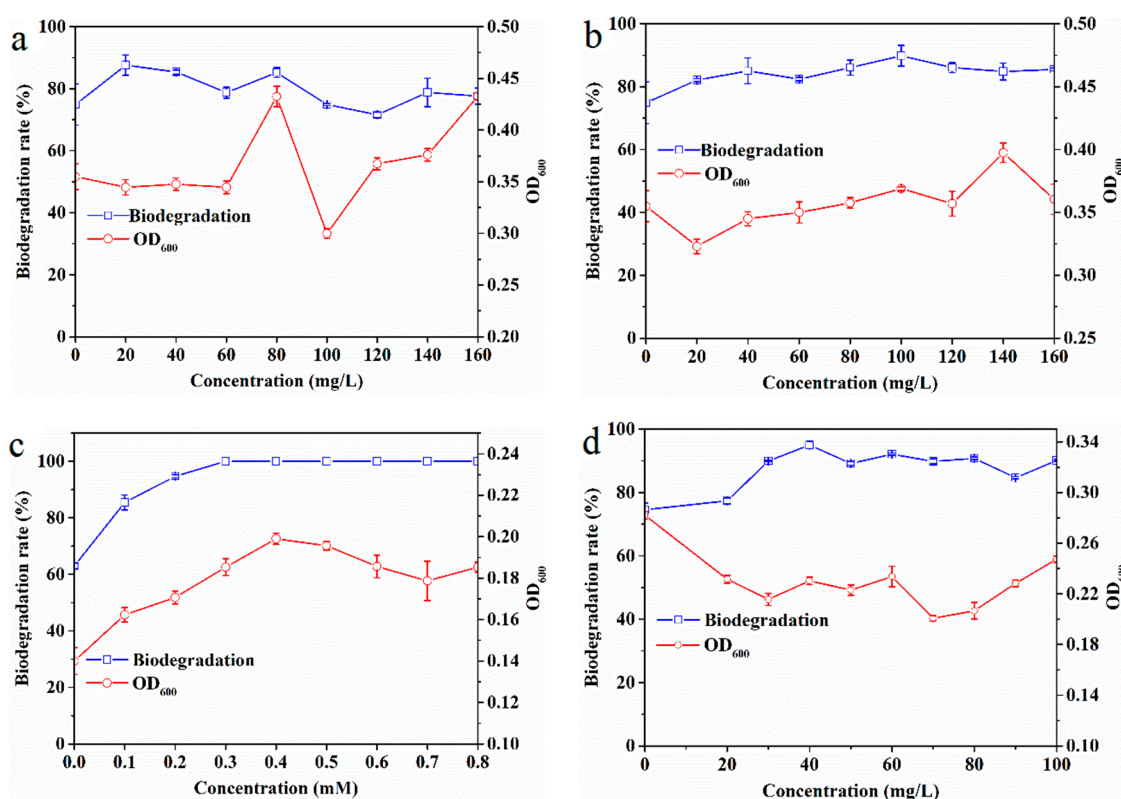 a
100
80
60
40
20
0
Biodegradation rate (%)
0.50
0.45
0.40
0.35
0.30
0.25
0.20
OD600
Biodegradation
OD600
0 20 40 60 80 100 120 140 160
Concentration (mg/L)
b
100
80
60
40
20
0
Biodegradation rate (%)
0.50
0.45
0.40
0.35
0.30
0.25
OD600
Biodegradation
OD600
0 20 40 60 80 100 120 140 160
Concentration (mg/L)
c
100
80
60
40
20
0
Biodegradation rate (%)
0.24
0.22
0.20
0.18
0.16
0.14
0.12
0.10
OD600
Biodegradation
OD600
0.0 0.1 0.2 0.3 0.4 0.5 0.6 0.7 0.8
Concentration (mM)
d
100
80
60
40
20
0
Biodegradation rate (%)
0.34
0.30
0.26
0.22
0.18
0.14
0.10
OD600
Biodegradation
OD600
0 20 40 60 80 100
Concentration (mg/L)